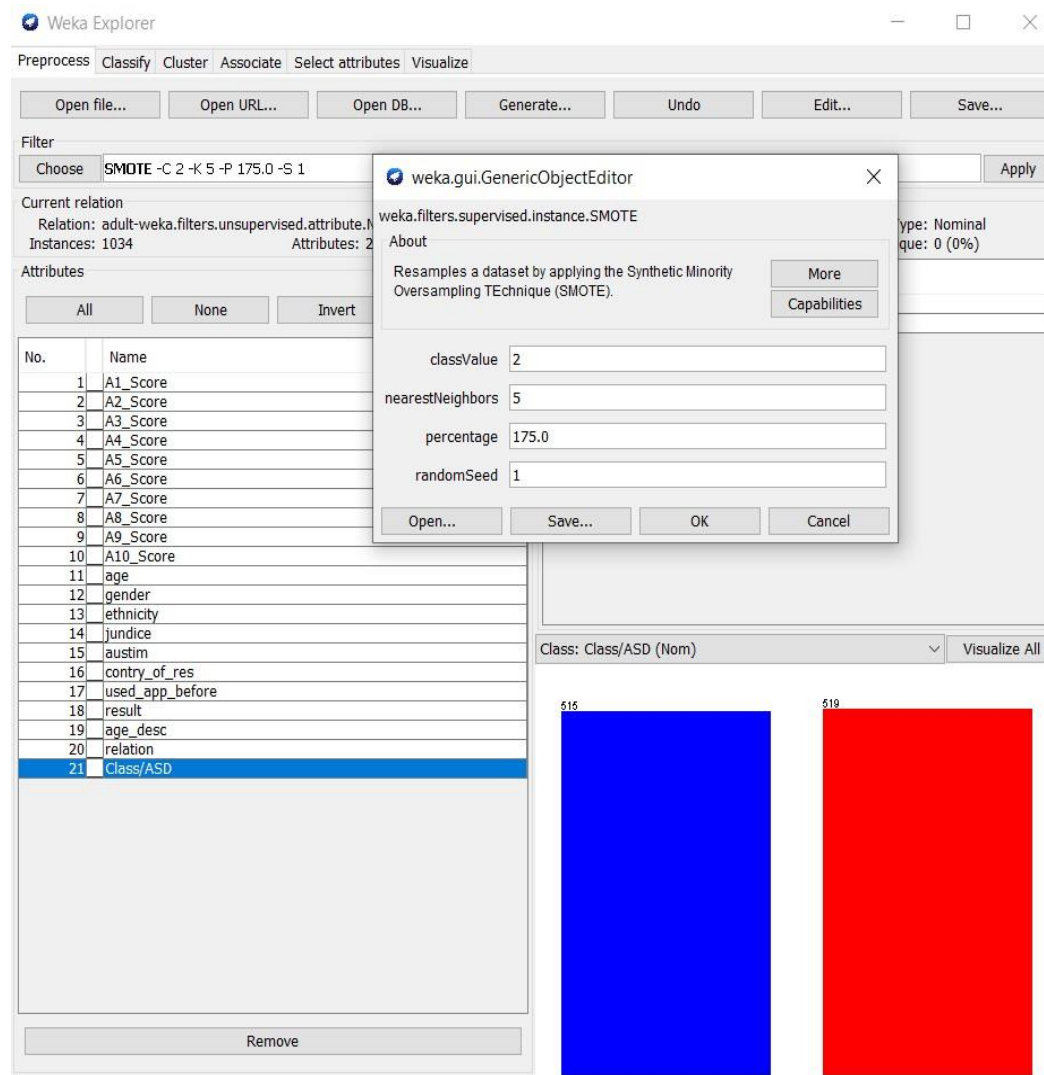 Weka Explorer
Preprocess Classify Cluster Associate Select attributes Visualize
Open file... Open URL... Open DB... Generate... Undo Edit... Save...
Filter
Choose SMOTE -C 2 -K 5 -P 175.0 -S 1 Apply
Current relation
Relation: adult-weka.filters.unsupervised.attribute.
Instances: 1034 Attributes: 2
ype: Nominal
que: 0 (0%)
Attributes
All None Invert
No. Name
1 A1_Score
2 A2_Score
3 A3_Score
4 A4_Score
5 A5_Score
6 A6_Score
7 A7_Score
8 A8_Score
9 A9_Score
10 A10_Score
11 age
12 gender
13 ethnicity
14 jundice
15 austim
16 contry_of_res
17 used_app_before
18 result
19 age_desc
20 relation
21 Class/ASD
Remove
weka.gui.GenericObjectEditor
weka.filters.supervised.instance.SMOTE
About
Resamples a dataset by applying the Synthetic Minority
Oversampling TEchnique (SMOTE).
More
Capabilities
classValue 2
nearestNeighbors 5
percentage 175.0
randomSeed 1
Open... Save... OK Cancel
Class: Class/ASD (Nom) Visualize All
515 519